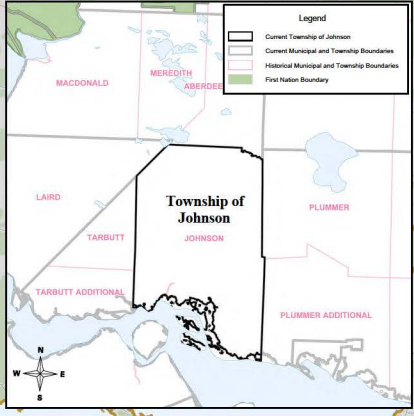 Legend
Current Township of Johnson
Current Municipal and Township Boundaries
Historical Municipal and Township Boundaries
First Nation Boundary
MACDONALD
MEREDITH
ABERDEE
LAIRD
TARBUTT
Township of
Johnson
JOHNSON
PLUMMER
TARBUTT ADDITIONAL
PLUMMER ADDITIONAL
N
W E
S